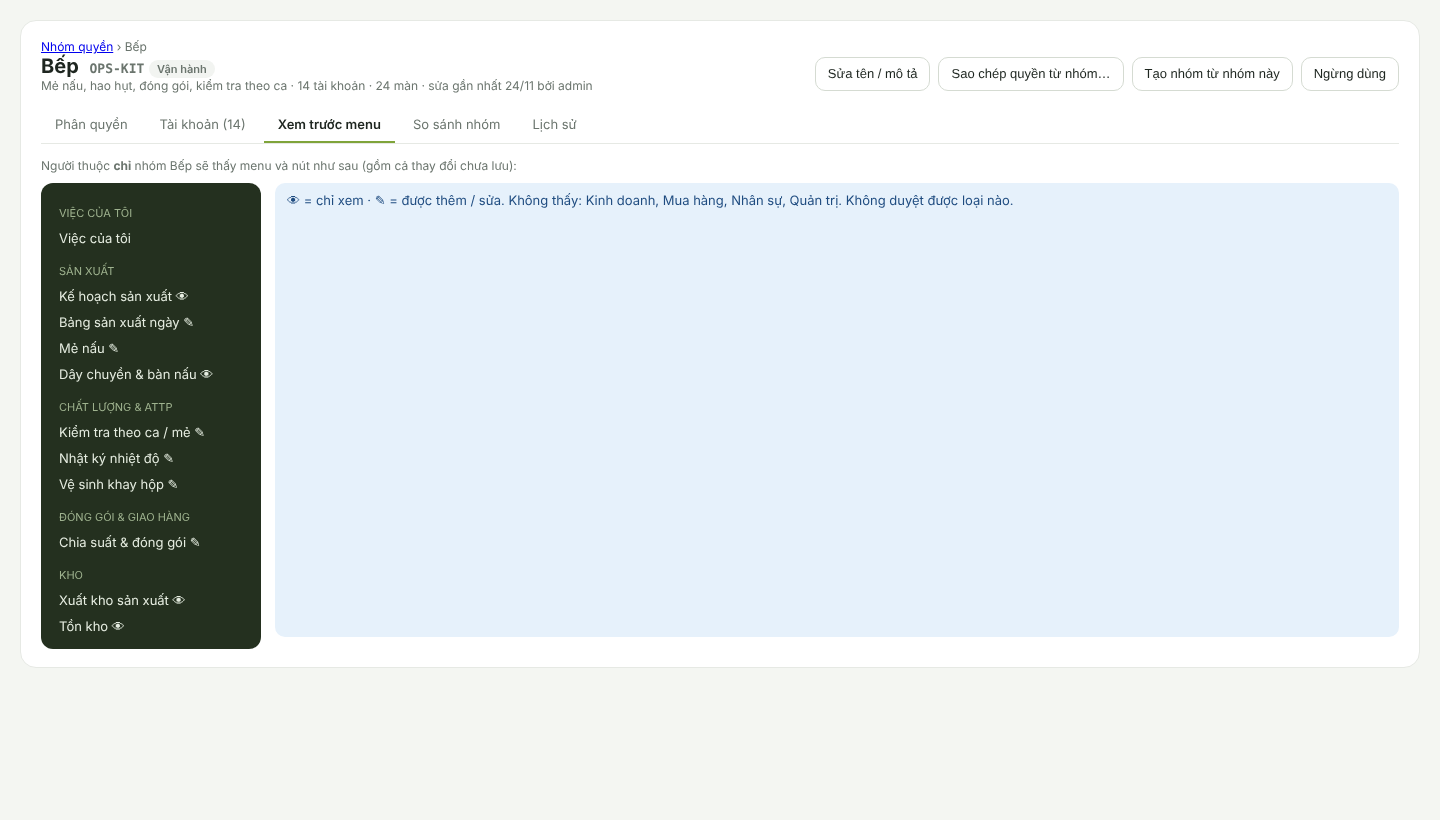 Nhóm quyền › Bếp
Bếp OPS-KIT Vận hành
Mẻ nấu, hao hụt, đóng gói, kiểm tra theo ca · 14 tài khoản · 24 màn · sửa gần nhất 24/11 bởi admin
Sửa tên / mô tả
Sao chép quyền từ nhóm…
Tạo nhóm từ nhóm này
Ngừng dùng
Phân quyền
Tài khoản (14)
Xem trước menu
So sánh nhóm
Lịch sử
Người thuộc chỉ nhóm Bếp sẽ thấy menu và nút như sau (gồm cả thay đổi chưa lưu):
VIỆC CỦA TÔI
Việc của tôi
SẢN XUẤT
Kế hoạch sản xuất 👁
Bảng sản xuất ngày ✎
Mẻ nấu ✎
Dây chuyền & bàn nấu 👁
CHẤT LƯỢNG & ATTP
Kiểm tra theo ca / mẻ ✎
Nhật ký nhiệt độ ✎
Vệ sinh khay hộp ✎
ĐÓNG GÓI & GIAO HÀNG
Chia suất & đóng gói ✎
KHO
Xuất kho sản xuất 👁
Tồn kho 👁
👁 = chỉ xem · ✎ = được thêm / sửa. Không thấy: Kinh doanh, Mua hàng, Nhân sự, Quản trị. Không duyệt được loại nào.